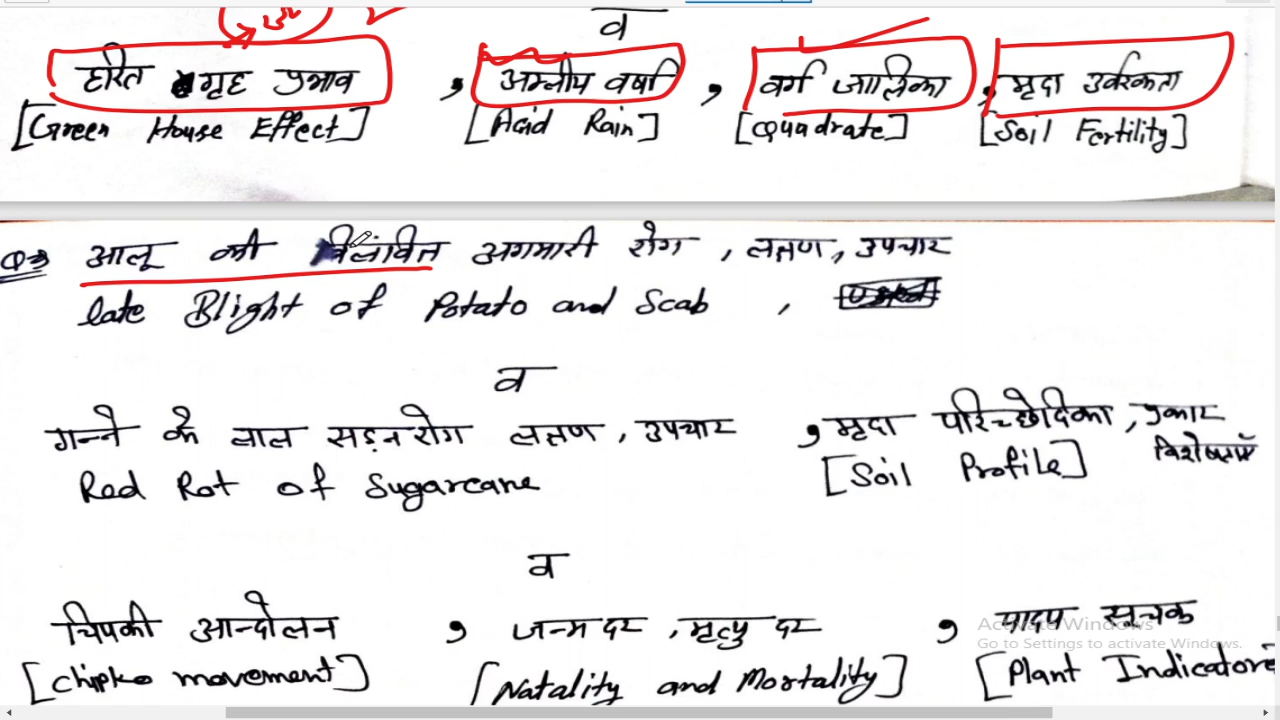 व
हरित गृह प्रभाव , अम्लीय वर्षा , वर्ग जालिका , मृदा उर्वरकता
[Green House Effect] [Acid Rain] [Quadrate] [Soil Fertility]
आलू की विलंवित अगमारी रोग , लक्षण , उपचार
late Blight of Potato and Scab ,
व
गन्ने के लाल सड़न रोग लक्षण , उपचार , मृदा परिच्छेदिका , प्रकार
विशेषताएँ
Red Rot of Sugarcane [Soil Profile]
व
चिपकी आन्दोलन , जन्म दर , मृत्यु दर , पादप सूचक
[Chipko movement] [Natality and Mortality] [Plant Indicators
Activate Windows
Go to Settings to activate Windows.